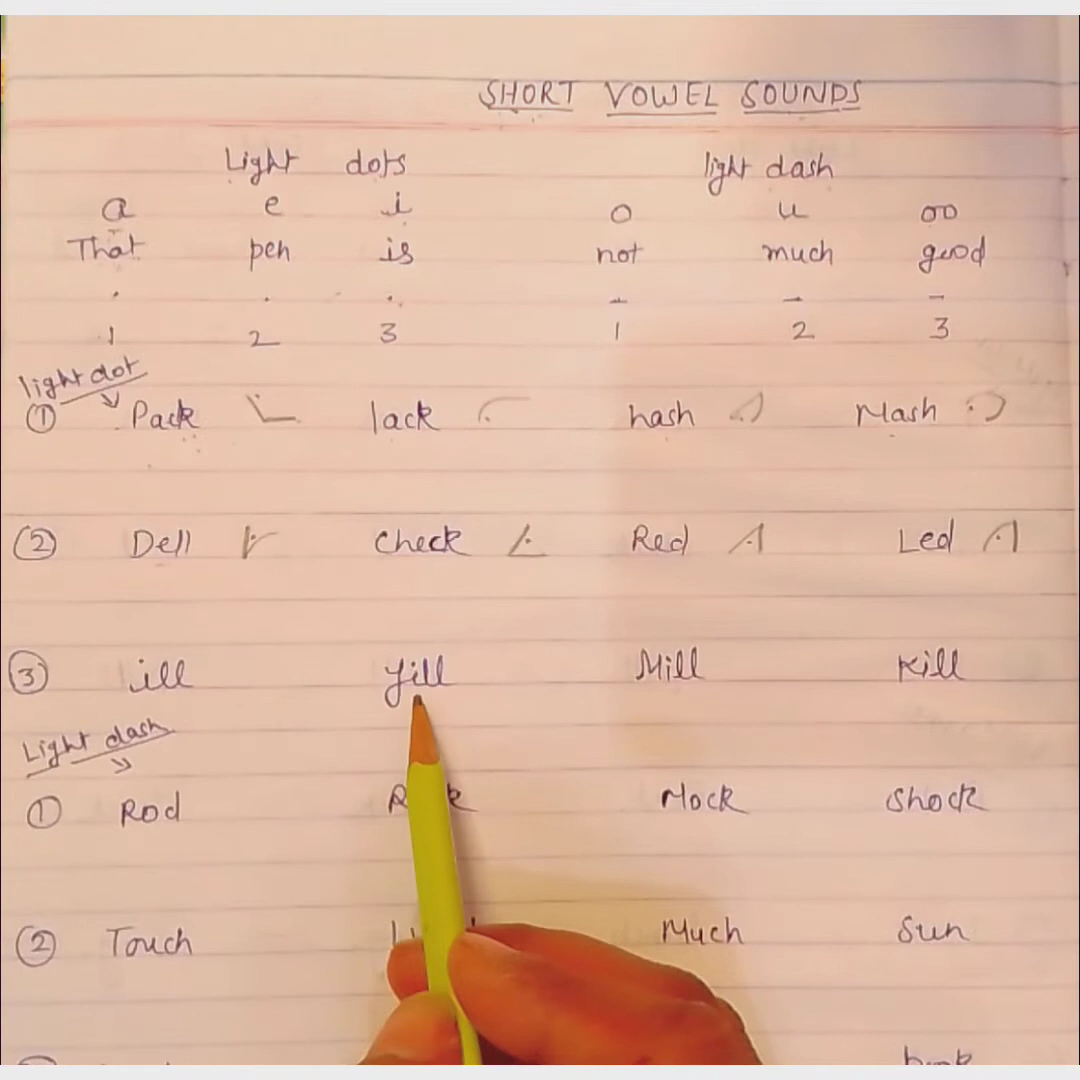 SHORT VOWEL SOUNDS
Light dots light dash
a e i o u oo
That pen is not much good
1 2 3 1 2 3
light dot
① Pack lack hash Mash
② Dell Check Red Led
③ ill Jill Mill Kill
Light dash
① Rod Mock Shock
② Touch Much Sun